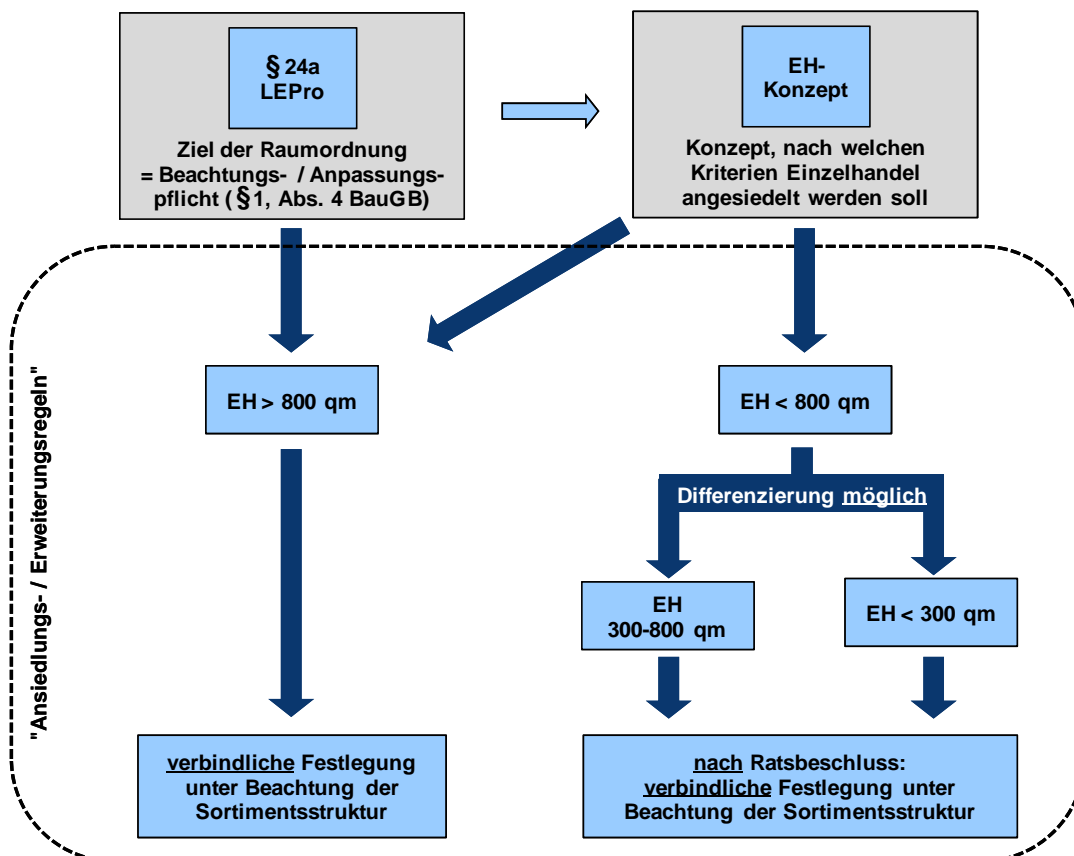 § 24a
LEPro
Ziel der Raumordnung
= Beachtungs- / Anpassungs-
pflicht ( § 1, Abs. 4 BauGB)
EH-
Konzept
Konzept, nach welchen
Kriterien Einzelhandel
angesiedelt werden soll
"Ansiedlungs- / Erweiterungsregeln"
EH > 800 qm
EH < 800 qm
Differenzierung möglich
EH
300-800 qm
EH < 300 qm
verbindliche Festlegung
unter Beachtung der
Sortimentsstruktur
nach Ratsbeschluss:
verbindliche Festlegung unter
Beachtung der Sortimentsstruktur